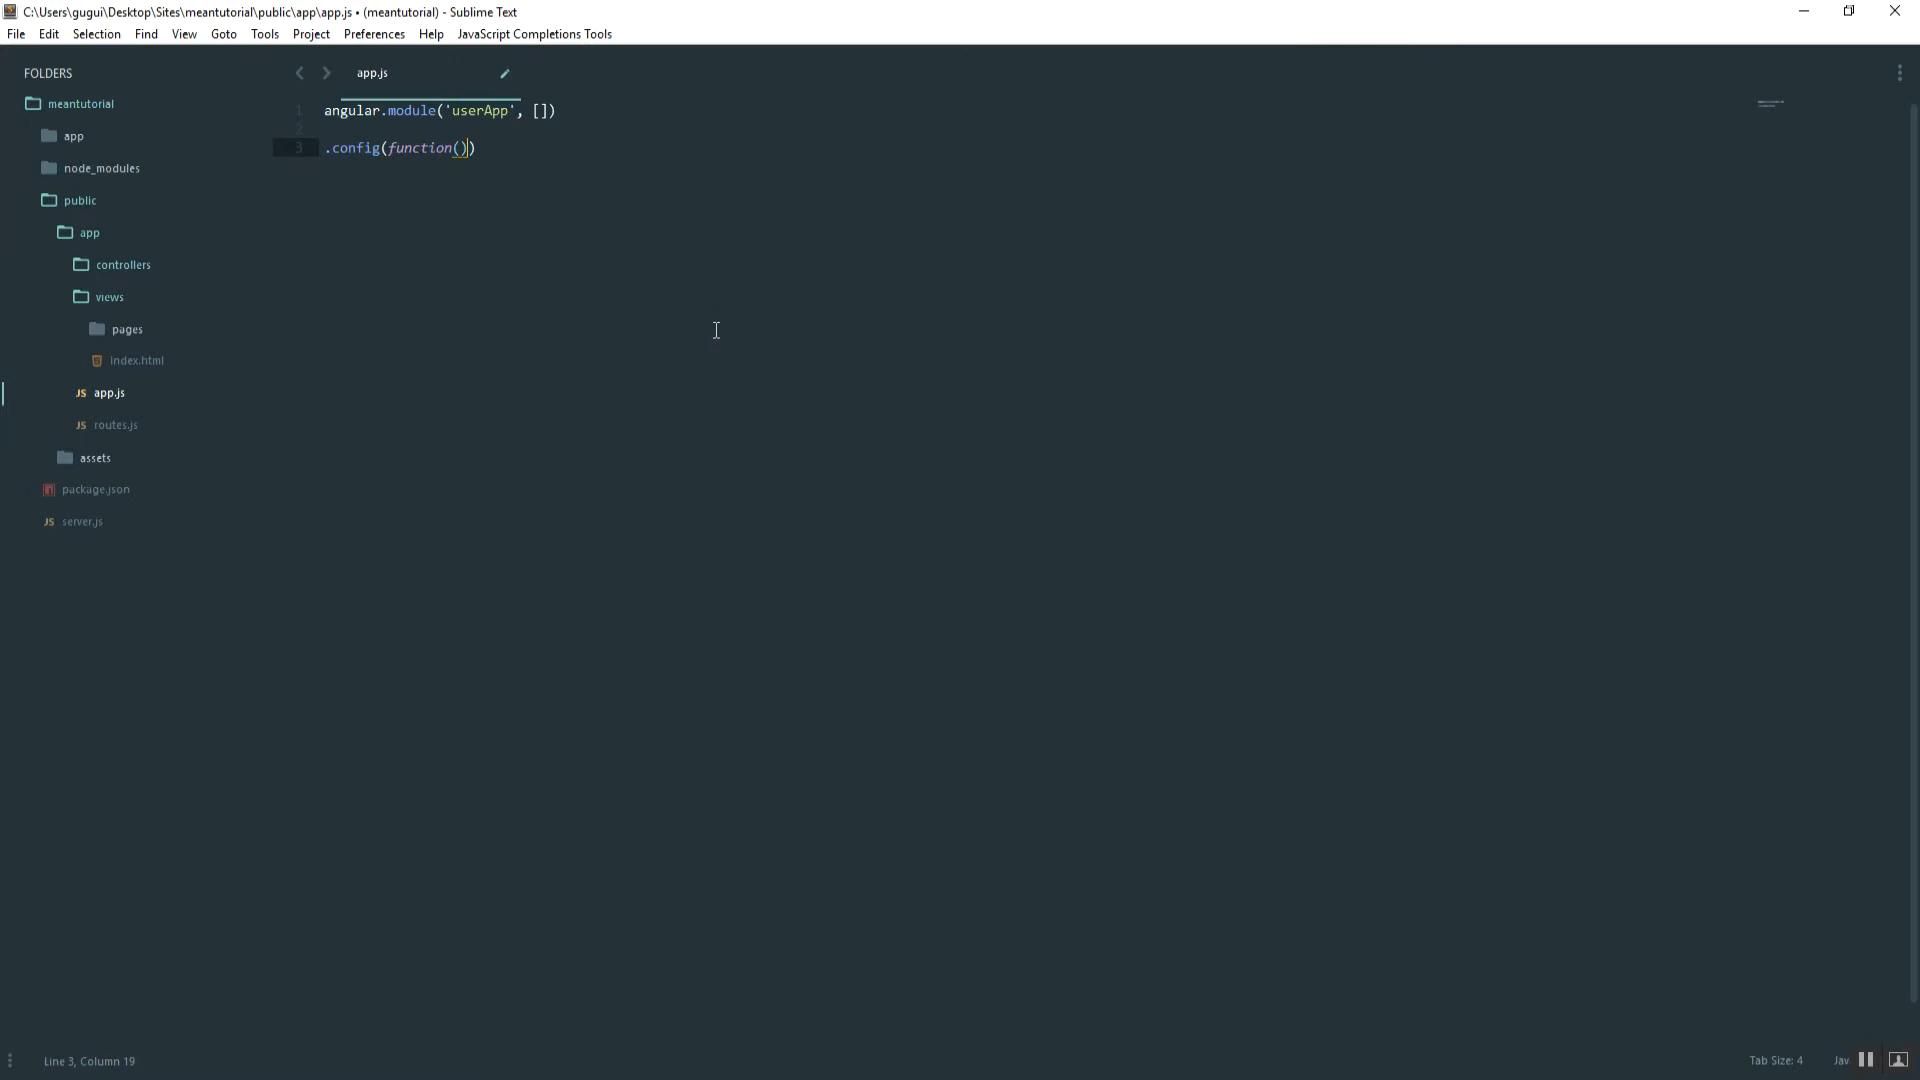 C:\Users\gugui\Desktop\Sites\meantutorial\public\app\app.js • (meantutorial) - Sublime Text
File Edit Selection Find View Goto Tools Project Preferences Help JavaScript Completions Tools
FOLDERS
meantutorial
app
node_modules
public
app
controllers
views
pages
index.html
app.js
routes.js
assets
package.json
server.js
app.js
1 angular.module('userApp', [])
2
3 .config(function())
Line 3, Column 19
Tab Size: 4 Jav